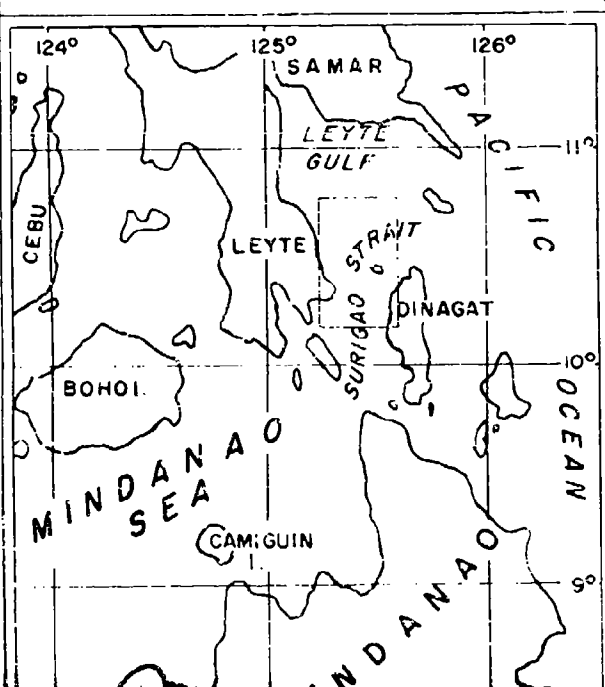 124° 125° 126°
SAMAR
PACIFIC
LEYTE
GULF
11°
CEBU
LEYTE
STRAIT
SURIGAO
DINAGAT
10°
BOHOL
OCEAN
MINDANAO
SEA
CAMIGUIN
I.
9°
NDANAO